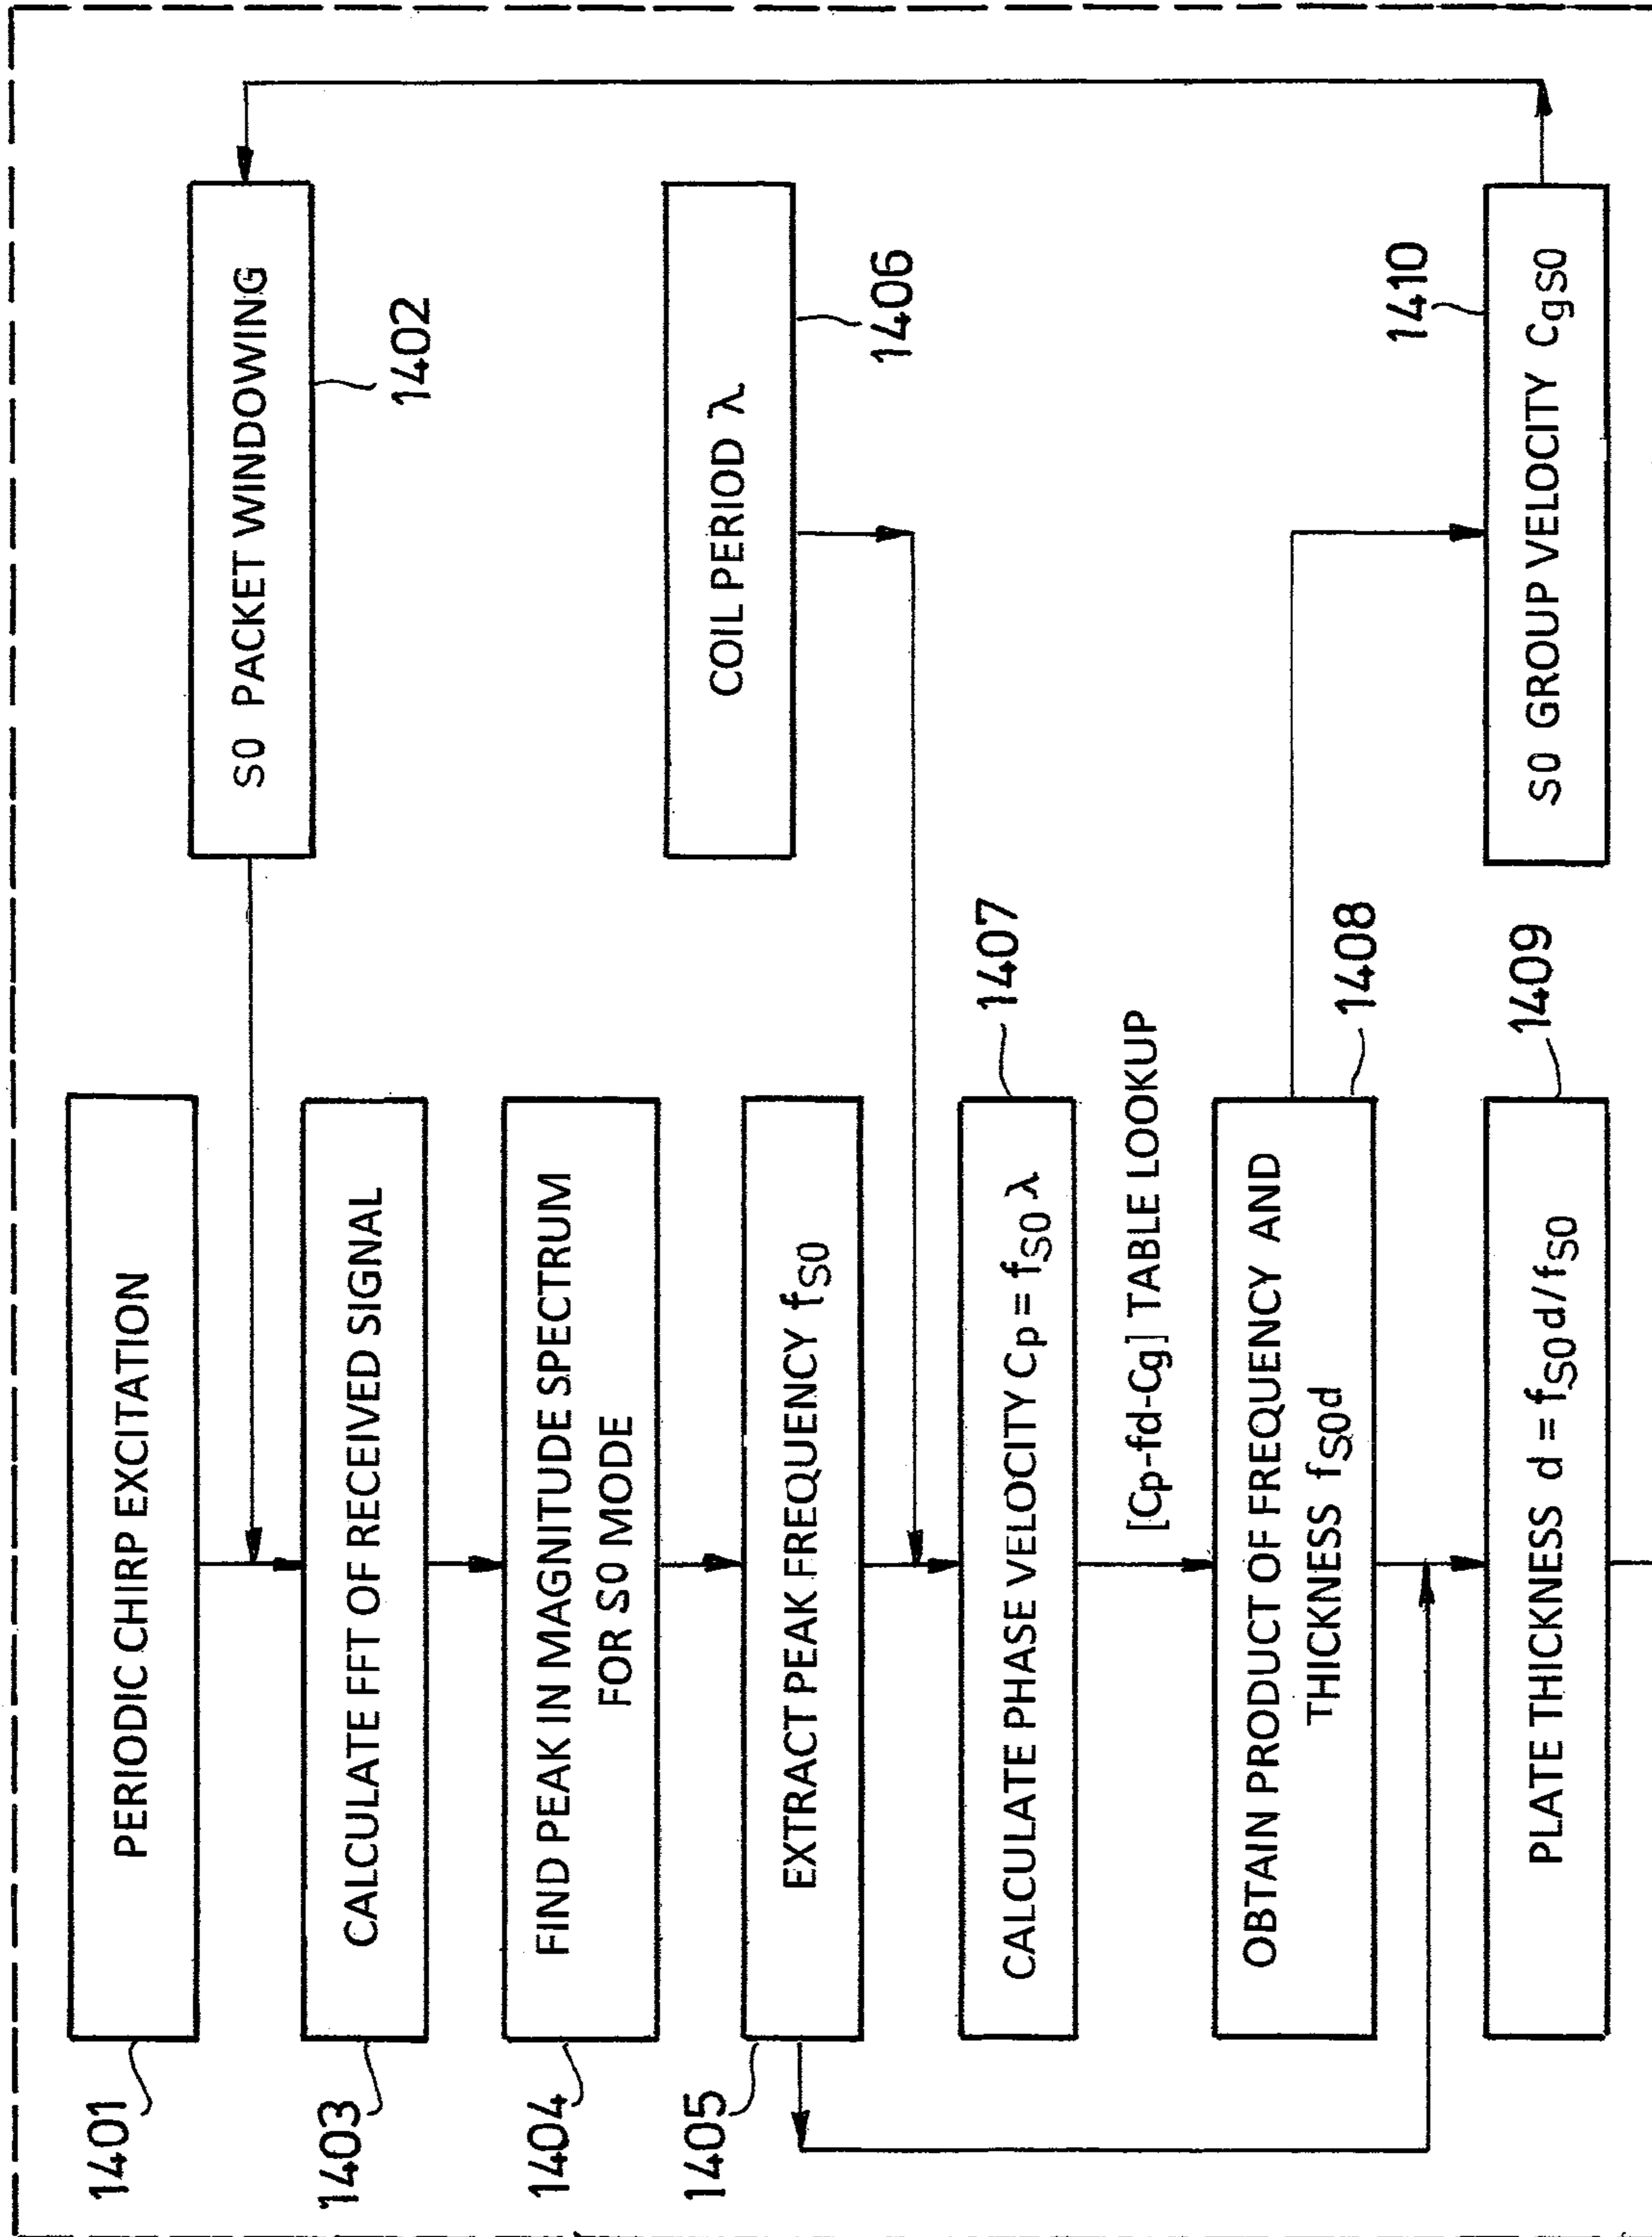 1401
PERIODIC CHIRP EXCITATION
S0 PACKET WINDOWING
1402
1403
CALCULATE FFT OF RECEIVED SIGNAL
1404
FIND PEAK IN MAGNITUDE SPECTRUM
FOR S0 MODE
1405
EXTRACT PEAK FREQUENCY fS0
COIL PERIOD λ
1406
CALCULATE PHASE VELOCITY Cp = fS0 λ
1407
[Cp-fd-Cg] TABLE LOOKUP
OBTAIN PRODUCT OF FREQUENCY AND
THICKNESS fS0d
1408
PLATE THICKNESS d = fS0d/fS0
1409
1410
S0 GROUP VELOCITY CgS0